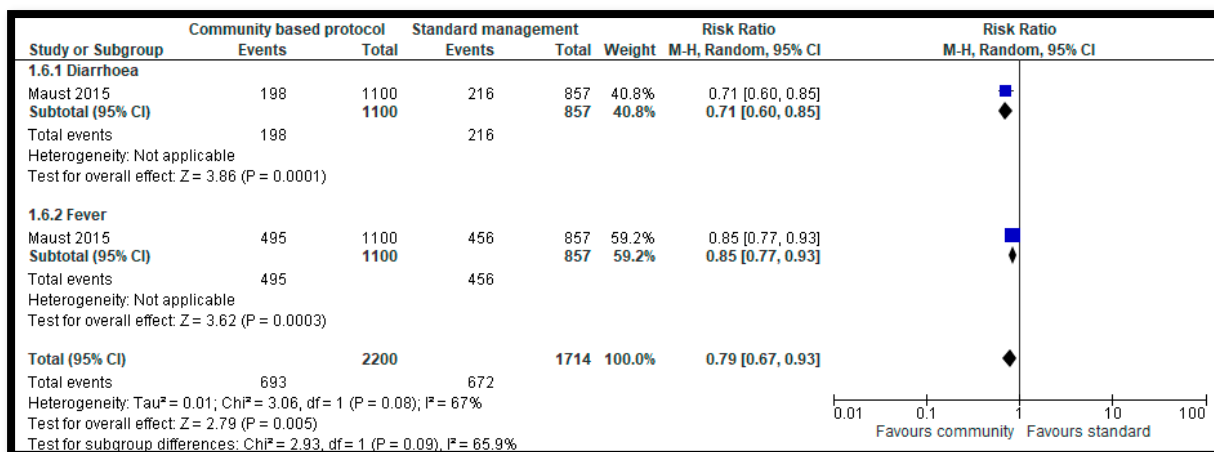 Community based protocol Standard management Risk Ratio Risk Ratio
Study or Subgroup Events Total Events Total Weight M-H, Random, 95% CI M-H, Random, 95% CI
1.6.1 Diarrhoea
Maust 2015 198 1100 216 857 40.8% 0.71 [0.60, 0.85]
Subtotal (95% CI) 1100 857 40.8% 0.71 [0.60, 0.85]
Total events 198 216
Heterogeneity: Not applicable
Test for overall effect: Z = 3.86 (P = 0.0001)
1.6.2 Fever
Maust 2015 495 1100 456 857 59.2% 0.85 [0.77, 0.93]
Subtotal (95% CI) 1100 857 59.2% 0.85 [0.77, 0.93]
Total events 495 456
Heterogeneity: Not applicable
Test for overall effect: Z = 3.62 (P = 0.0003)
Total (95% CI) 2200 1714 100.0% 0.79 [0.67, 0.93]
Total events 693 672
Heterogeneity: Tau² = 0.01; Chi² = 3.06, df = 1 (P = 0.08); I² = 67%
Test for overall effect: Z = 2.79 (P = 0.005)
Test for subgroup differences: Chi² = 2.93, df = 1 (P = 0.09), I² = 65.9%
0.01 0.1 1 10 100
Favours community Favours standard